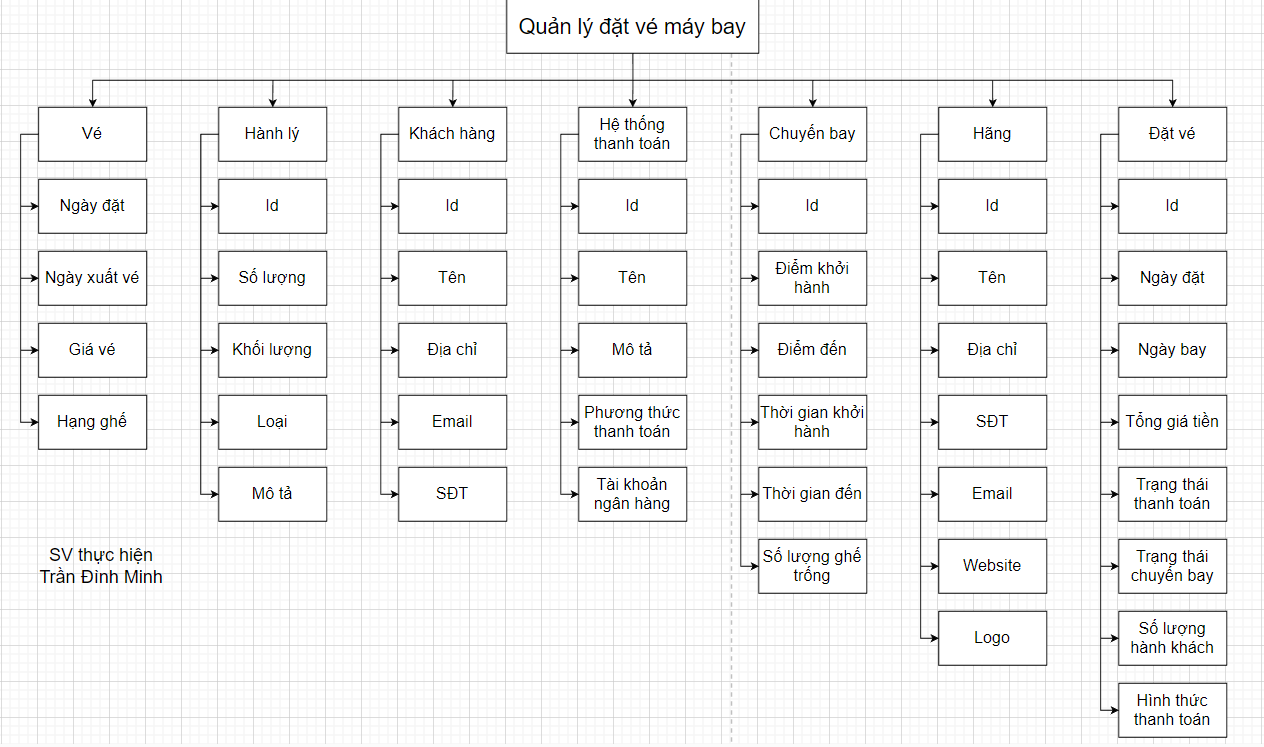 Quản lý đặt vé máy bay
Vé
Ngày đặt
Ngày xuất vé
Giá vé
Hạng ghế
Hành lý
Id
Số lượng
Khối lượng
Loại
Mô tả
Khách hàng
Id
Tên
Địa chỉ
Email
SĐT
Hệ thống
thanh toán
Id
Tên
Mô tả
Phương thức
thanh toán
Tài khoản
ngân hàng
Chuyến bay
Id
Điểm khởi
hành
Điểm đến
Thời gian khởi
hành
Thời gian đến
Số lượng ghế
trống
Hãng
Id
Tên
Địa chỉ
SĐT
Email
Website
Logo
Đặt vé
Id
Ngày đặt
Ngày bay
Tổng giá tiền
Trạng thái
thanh toán
Trạng thái
chuyến bay
Số lượng
hành khách
Hình thức
thanh toán
SV thực hiện
Trần Đình Minh